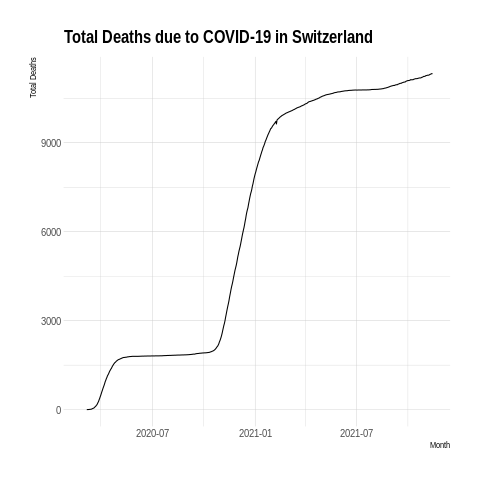 Total Deaths due to COVID-19 in Switzerland
Total Deaths
9000
6000
3000
0
2020-07 2021-01 2021-07
Month